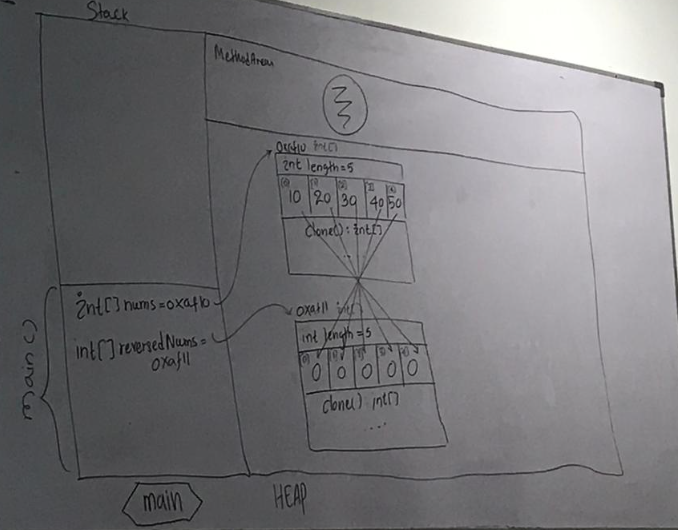 Stack
MethodArea
0xaf10 int[]
int length=5
[0] [1] [2] [3] [4]
10 20 30 40 50
clone() : int[]
...
main()
int[] nums=0xaf10
int[] reversedNums=
0xaf11
0xaf11 int[]
int length=5
[0] [1] [2] [3] [4]
0 0 0 0 0
clone() : int[]
...
main
HEAP